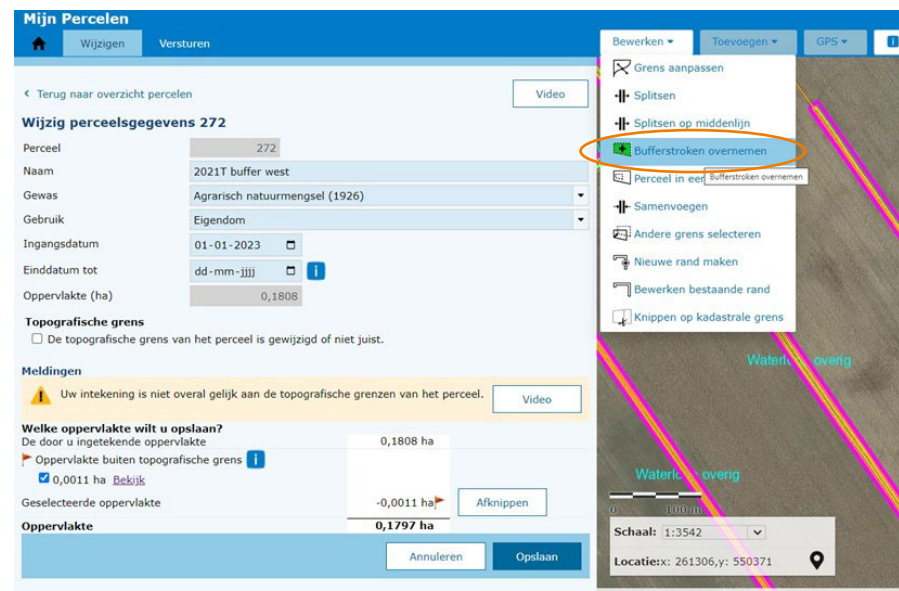 Mijn Percelen
Wijzigen Versturen
Bewerken Toevoegen GPS i
Terug naar overzicht percelen Video
Wijzig perceelsgegevens 272
Perceel 272
Naam 2021T buffer west
Gewas Agrarisch natuurmengsel (1926)
Gebruik Eigendom
Ingangsdatum 01-01-2023
Einddatum tot dd-mm-jjjj i
Oppervlakte (ha) 0,1808
Topografische grens
De topografische grens van het perceel is gewijzigd of niet juist.
Meldingen
Uw intekening is niet overal gelijk aan de topografische grenzen van het perceel. Video
Welke oppervlakte wilt u opslaan?
De door u ingetekende oppervlakte 0,1808 ha
Oppervlakte buiten topografische grens i
0,0011 ha Bekijk
Geselecteerde oppervlakte -0,0011 ha Afknippen
Oppervlakte 0,1797 ha
Annuleren Opslaan
Grens aanpassen
Splitsen
Splitsen op middenlijn
Bufferstroken overnemen
Perceel in een
Bufferstroken overnemen
Samenvoegen
Andere grens selecteren
Nieuwe rand maken
Bewerken bestaande rand
Knippen op kadastrale grens
overig
overig
0 100 m
Schaal: 1:3542
Locatie:x: 261306,y: 550371